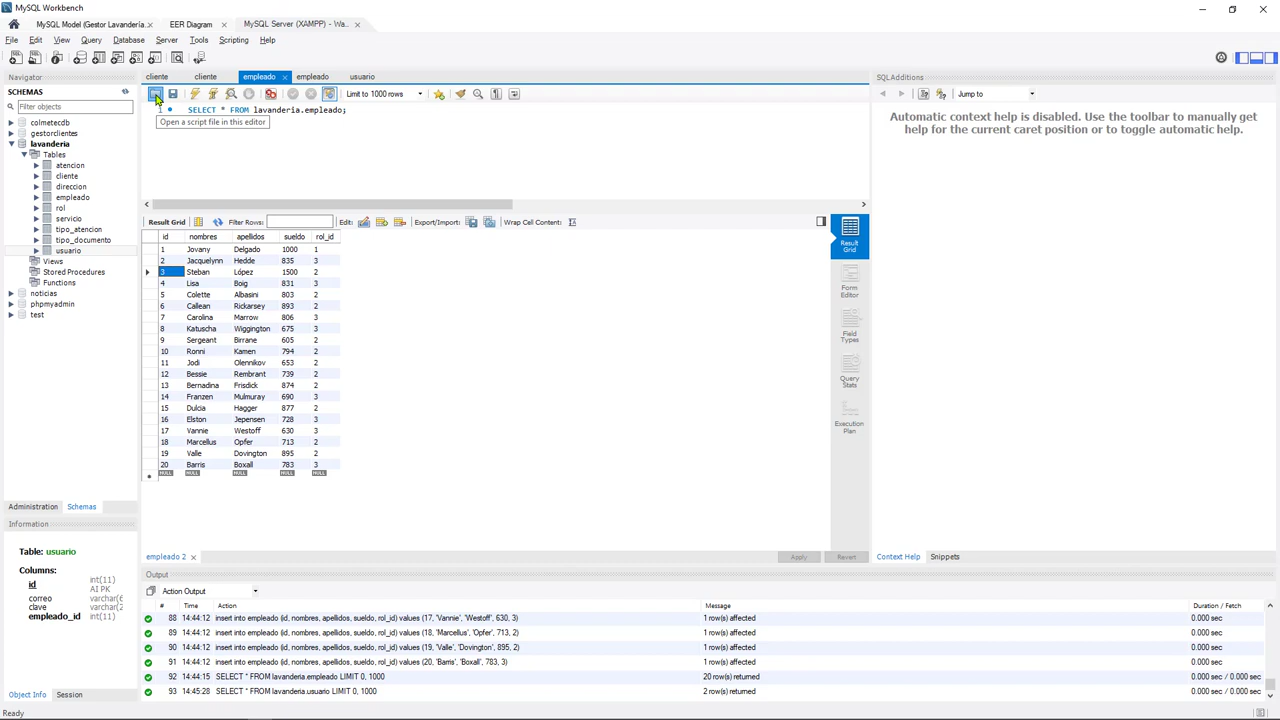 MySQL Workbench
MySQL Model (Gestor Lavandería... × EER Diagram × MySQL Server (XAMPP) - Wa... ×
File Edit View Query Database Server Tools Scripting Help
Navigator
Filter objects
SCHEMAS
colmetecdb
gestorclientes
lavanderia
Tables
atencion
cliente
direccion
empleado
rol
servicio
tipo_atencion
tipo_documento
usuario
Views
Stored Procedures
Functions
noticias
phpmyadmin
test
Administration Schemas
Information
Table: usuario
Columns:
id int(11)
AI PK
correo varchar(6
clave varchar(2
empleado_id int(11)
Object Info Session
Ready
cliente cliente empleado × empleado usuario
Limit to 1000 rows
1 SELECT * FROM lavanderia.empleado;
Open a script file in this editor
Result Grid Filter Rows: Edit: Export/Import: Wrap Cell Content:
id nombres apellidos sueldo rol_id
1 Jovany Delgado 1000 1
2 Jacquelynn Hedde 835 3
3 Steban López 1500 2
4 Lisa Boig 831 3
5 Colette Albasini 803 2
6 Callean Rickarsey 893 2
7 Carolina Marrow 806 3
8 Katuscha Wiggington 675 3
9 Sergeant Birrane 605 2
10 Ronni Kamen 794 2
11 Jodi Olennikov 653 2
12 Bessie Rembrant 739 2
13 Bernadina Frisdick 874 2
14 Franzen Mulmuray 690 3
15 Dulcia Hagger 877 2
16 Elston Jepensen 728 3
17 Vannie Westoff 630 3
18 Marcellus Opfer 713 2
19 Valle Dovington 895 2
20 Barris Boxall 783 3
NULL NULL NULL NULL NULL
Result Grid
Form Editor
Field Types
Query Stats
Execution Plan
empleado 2 × Apply Revert
SQLAdditions
Jump to
Automatic context help is disabled. Use the toolbar to manually get
help for the current caret position or to toggle automatic help.
Context Help Snippets
Output
Action Output
# Time Action Message Duration / Fetch
88 14:44:12 insert into empleado (id, nombres, apellidos, sueldo, rol_id) values (17, 'Vannie', 'Westoff', 630, 3) 1 row(s) affected 0.000 sec
89 14:44:12 insert into empleado (id, nombres, apellidos, sueldo, rol_id) values (18, 'Marcellus', 'Opfer', 713, 2) 1 row(s) affected 0.000 sec
90 14:44:12 insert into empleado (id, nombres, apellidos, sueldo, rol_id) values (19, 'Valle', 'Dovington', 895, 2) 1 row(s) affected 0.000 sec
91 14:44:12 insert into empleado (id, nombres, apellidos, sueldo, rol_id) values (20, 'Barris', 'Boxall', 783, 3) 1 row(s) affected 0.000 sec
92 14:44:15 SELECT * FROM lavanderia.empleado LIMIT 0, 1000 20 row(s) returned 0.000 sec / 0.000 sec
93 14:45:28 SELECT * FROM lavanderia.usuario LIMIT 0, 1000 2 row(s) returned 0.000 sec / 0.000 sec